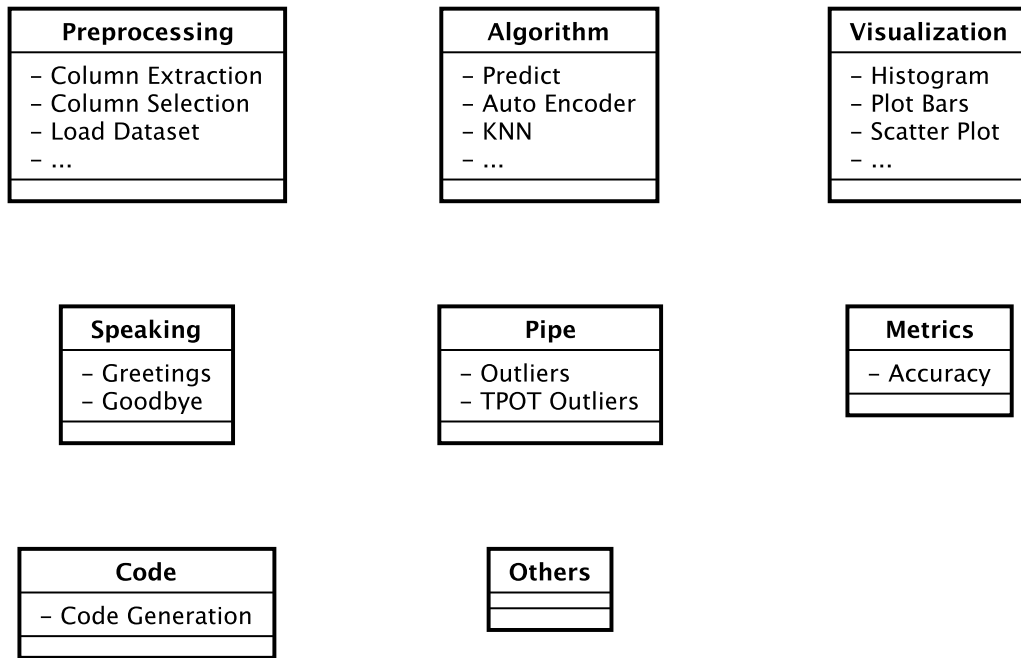 Preprocessing
– Column Extraction
– Column Selection
– Load Dataset
– ...
Algorithm
– Predict
– Auto Encoder
– KNN
– ...
Visualization
– Histogram
– Plot Bars
– Scatter Plot
– ...
Speaking
– Greetings
– Goodbye
Pipe
– Outliers
– TPOT Outliers
Metrics
– Accuracy
Code
– Code Generation
Others